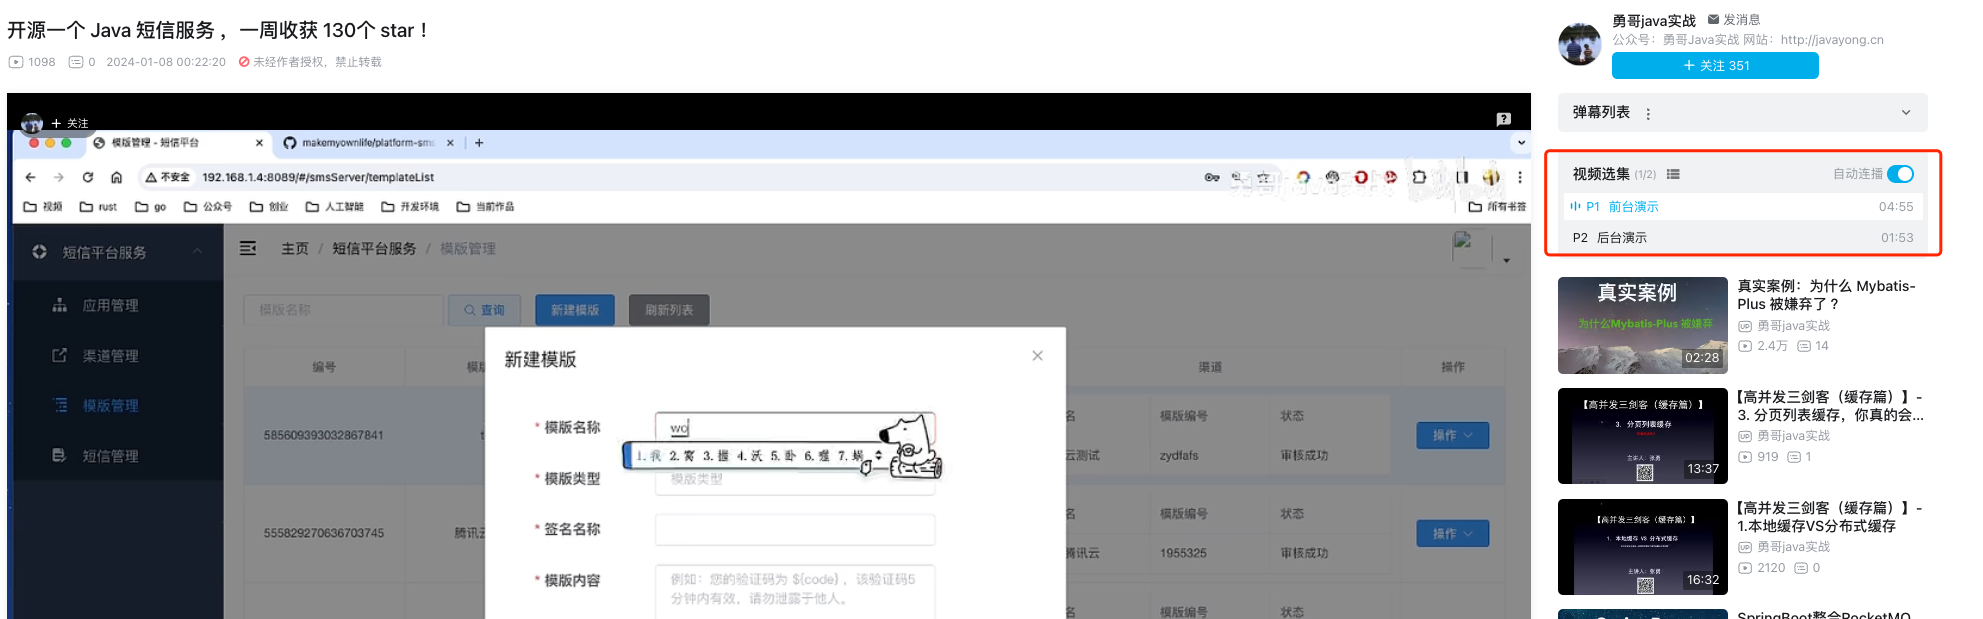 开源一个 Java 短信服务，一周收获 130个 star！
1098 0 2024-01-08 00:22:20 未经作者授权，禁止转载
+ 关注
模版管理 - 短信平台
makemyownlife/platform-sms
不安全 192.168.1.4:8089/#/smsServer/templateList
视频 rust go 公众号 创业 人工智能 开发环境 当前作品 所有书签
短信平台服务
应用管理
渠道管理
模版管理
短信管理
主页 / 短信平台服务 / 模版管理
模版名称 查询 新建模版 刷新列表
编号 渠道 操作
585609393032867841
云测试
模版编号
zydfafs
状态
审核成功
操作
555829270636703745
腾讯云
模版编号
1955325
状态
审核成功
操作
模版编号 状态
新建模版
* 模版名称 wo
1.我 2.窝 3.握 4.沃 5.卧 6.喔 7.蜗
* 模版类型 模版类型
* 签名名称
* 模版内容 例如：您的验证码为 ${code} ，该验证码5
分钟内有效，请勿泄露于他人。
勇哥java实战 发消息
公众号：勇哥Java实战 网站：http://javayong.cn
+ 关注 351
弹幕列表
视频选集 (1/2) 自动连播
P1 前台演示 04:55
P2 后台演示 01:53
真实案例
为什么Mybatis-Plus 被嫌弃
02:28
真实案例：为什么 Mybatis-
Plus 被嫌弃了？
勇哥java实战
2.4万 14
【高并发三剑客（缓存篇）】
3. 分页列表缓存
主讲人：张勇
13:37
【高并发三剑客（缓存篇）】-
3. 分页列表缓存，你真的会...
勇哥java实战
919 1
【高并发三剑客（缓存篇）】
1. 本地缓存 VS 分布式缓存
主讲人：张勇
16:32
【高并发三剑客（缓存篇）】-
1.本地缓存VS分布式缓存
勇哥java实战
2120 0
SpringBoot整合RocketMQ